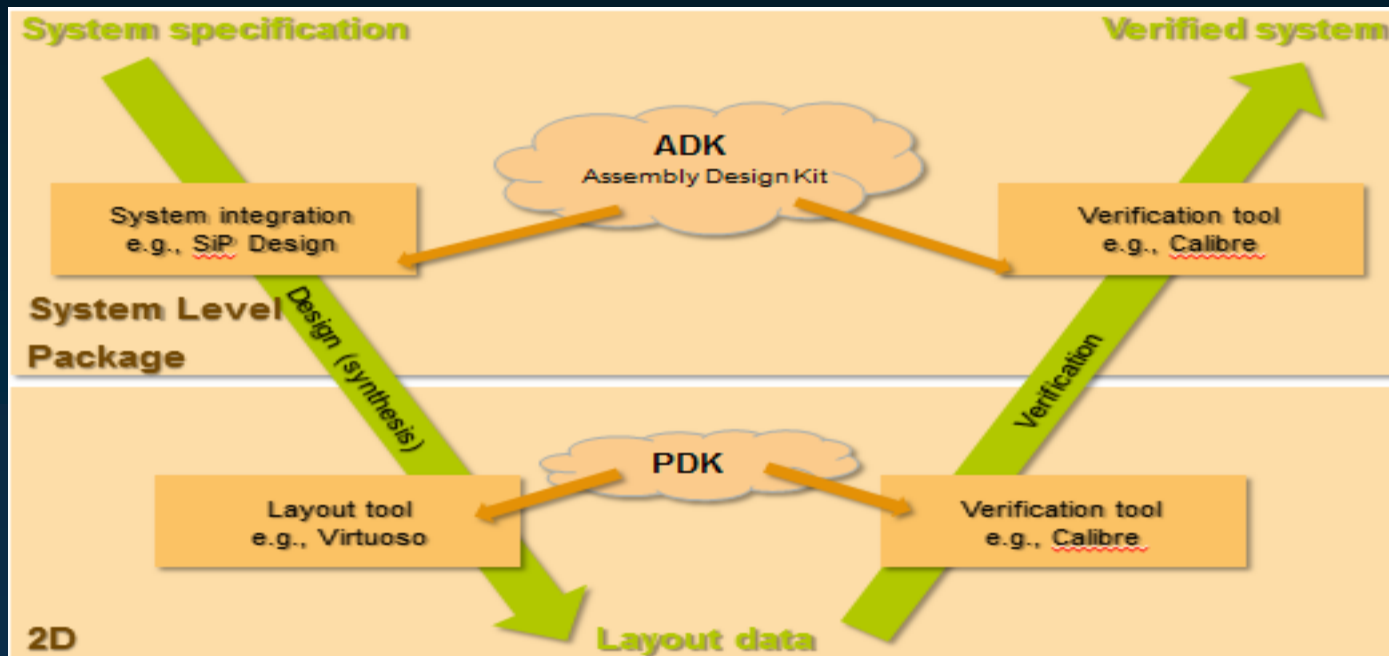 System specification
Verified system
ADK
Assembly Design Kit
System integration
e.g., SiP Design
Verification tool
e.g., Calibre
System Level
Package
Design (synthesis)
Verification
PDK
Layout tool
e.g., Virtuoso
Verification tool
e.g., Calibre
2D
Layout data